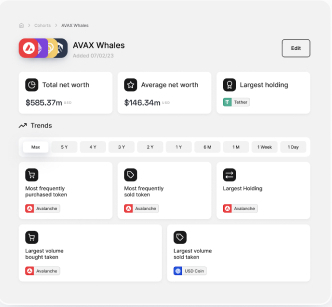 Cohorts > AVAX Whales
AVAX Whales
Added 07/02/23
Edit
Total net worth
$585.37m USD
Average net worth
$146.34m USD
Largest holding
Tether
Trends
Max 5 Y 4 Y 3 Y 2 Y 1 Y 6 M 1 M 1 Week 1 Day
Most frequently
purchased token
Avalanche
Most frequently
sold token
Avalanche
Largest Holding
Avalanche
Largest volume
bought token
Avalanche
Largest volume
sold token
USD Coin